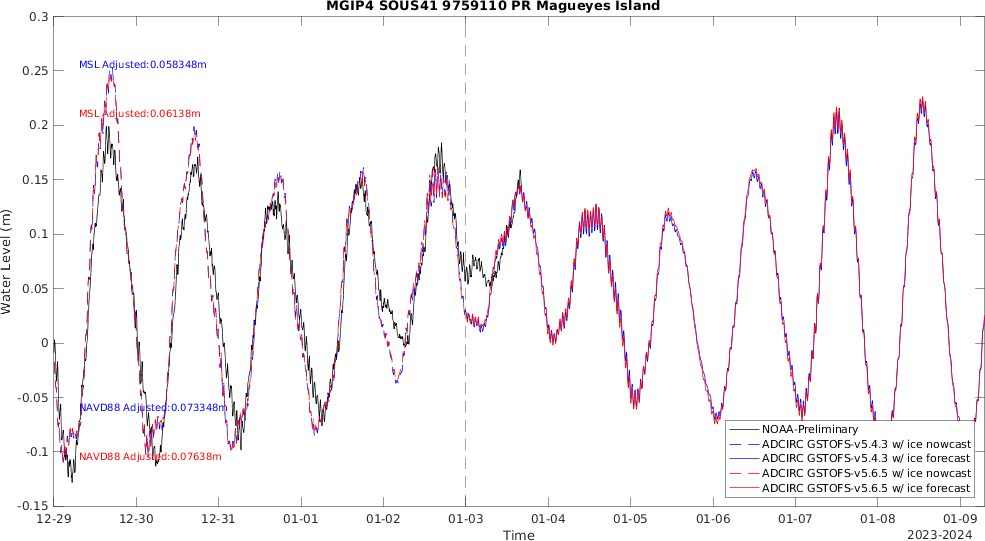 MGIP4 SOUS41 9759110 PR Magueyes Island
0.3
0.25
0.2
0.15
0.1
0.05
0
-0.05
-0.1
-0.15
Water Level (m)
MSL Adjusted:0.058348m
MSL Adjusted:0.06138m
NAVD88 Adjusted:0.073348m
NAVD88 Adjusted:0.07638m
NOAA-Preliminary
ADCIRC GSTOFS-v5.4.3 w/ ice nowcast
ADCIRC GSTOFS-v5.4.3 w/ ice forecast
ADCIRC GSTOFS-v5.6.5 w/ ice nowcast
ADCIRC GSTOFS-v5.6.5 w/ ice forecast
12-29 12-30 12-31 01-01 01-02 01-03 01-04 01-05 01-06 01-07 01-08 01-09
Time
2023-2024